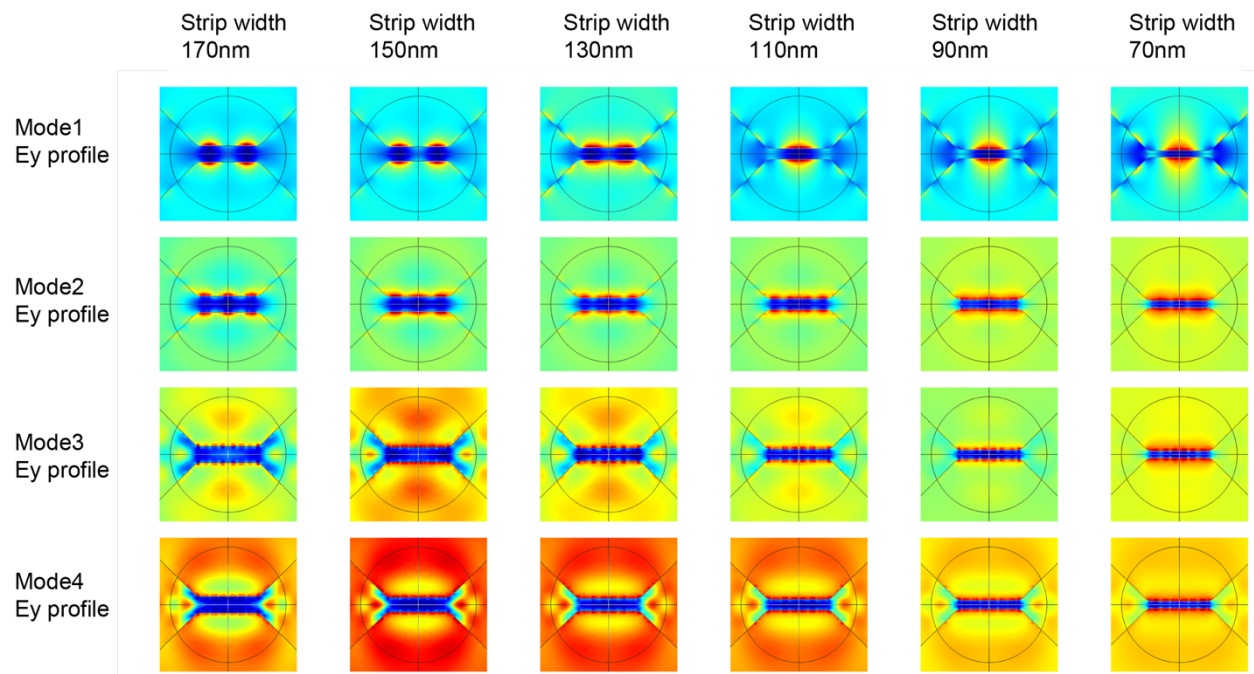 Strip width
170nm
Strip width
150nm
Strip width
130nm
Strip width
110nm
Strip width
90nm
Strip width
70nm
Mode1
Ey profile
Mode2
Ey profile
Mode3
Ey profile
Mode4
Ey profile